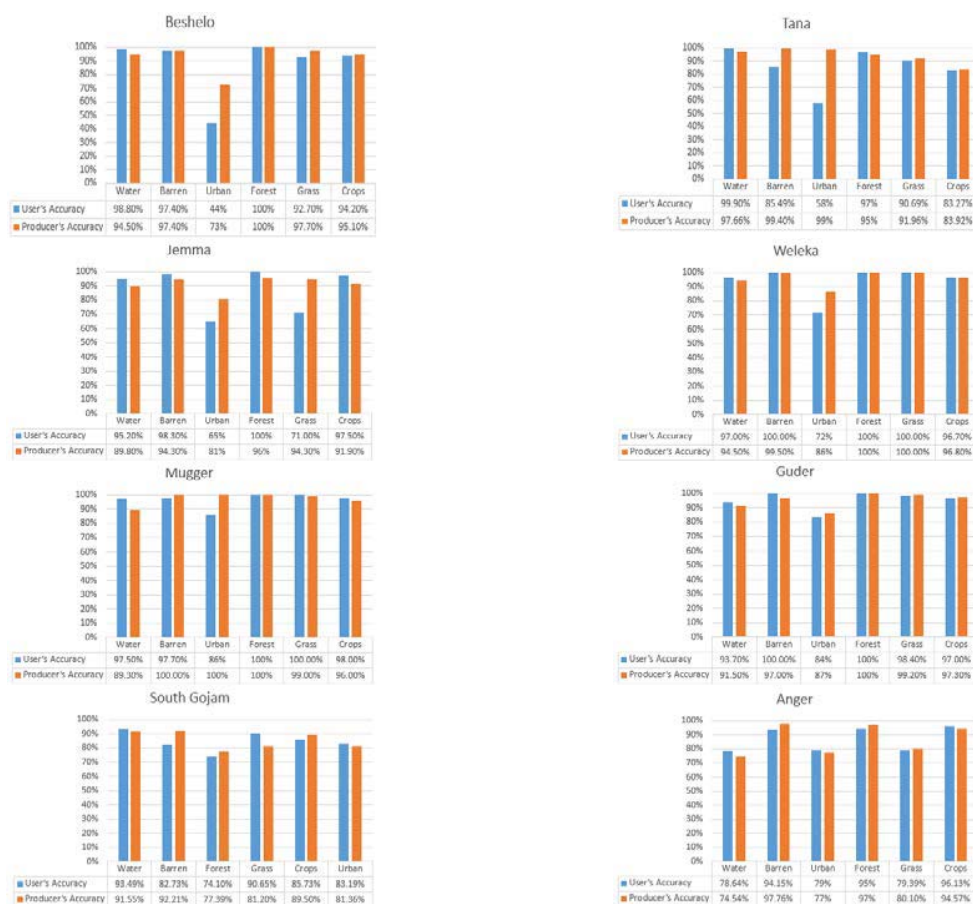 Beshelo
100%
90%
80%
70%
60%
50%
40%
30%
20%
10%
0%
Water Barren Urban Forest Grass Crops
User's Accuracy 98.80% 97.40% 44% 100% 92.70% 94.20%
Producer's Accuracy 94.50% 97.40% 73% 100% 97.70% 95.10%
Tana
100%
90%
80%
70%
60%
50%
40%
30%
20%
10%
0%
Water Barren Urban Forest Grass Crops
User's Accuracy 99.90% 85.49% 58% 97% 90.69% 83.27%
Producer's Accuracy 97.66% 99.40% 99% 95% 91.96% 83.92%
Jemma
100%
90%
80%
70%
60%
50%
40%
30%
20%
10%
0%
Water Barren Urban Forest Grass Crops
User's Accuracy 95.20% 98.30% 65% 100% 71.00% 97.50%
Producer's Accuracy 89.80% 94.30% 81% 96% 94.30% 91.90%
Weleka
100%
90%
80%
70%
60%
50%
40%
30%
20%
10%
0%
Water Barren Urban Forest Grass Crops
User's Accuracy 97.00% 100.00% 72% 100% 100.00% 96.70%
Producer's Accuracy 94.50% 99.50% 86% 100% 100.00% 96.80%
Mugger
100%
90%
80%
70%
60%
50%
40%
30%
20%
10%
0%
Water Barren Urban Forest Grass Crops
User's Accuracy 97.50% 97.70% 86% 100% 100.00% 98.00%
Producer's Accuracy 89.30% 100.00% 100% 100% 99.00% 96.00%
Guder
100%
90%
80%
70%
60%
50%
40%
30%
20%
10%
0%
Water Barren Urban Forest Grass Crops
User's Accuracy 93.70% 100.00% 84% 100% 98.40% 97.00%
Producer's Accuracy 91.50% 97.00% 87% 100% 99.20% 97.30%
South Gojam
100%
90%
80%
70%
60%
50%
40%
30%
20%
10%
0%
Water Barren Forest Grass Crops Urban
User's Accuracy 93.49% 82.73% 74.10% 90.65% 85.73% 83.19%
Producer's Accuracy 91.55% 92.21% 77.39% 81.20% 89.50% 81.36%
Anger
100%
90%
80%
70%
60%
50%
40%
30%
20%
10%
0%
Water Barren Urban Forest Grass Crops
User's Accuracy 78.64% 94.15% 79% 95% 79.39% 96.13%
Producer's Accuracy 74.54% 97.76% 77% 97% 80.10% 94.57%